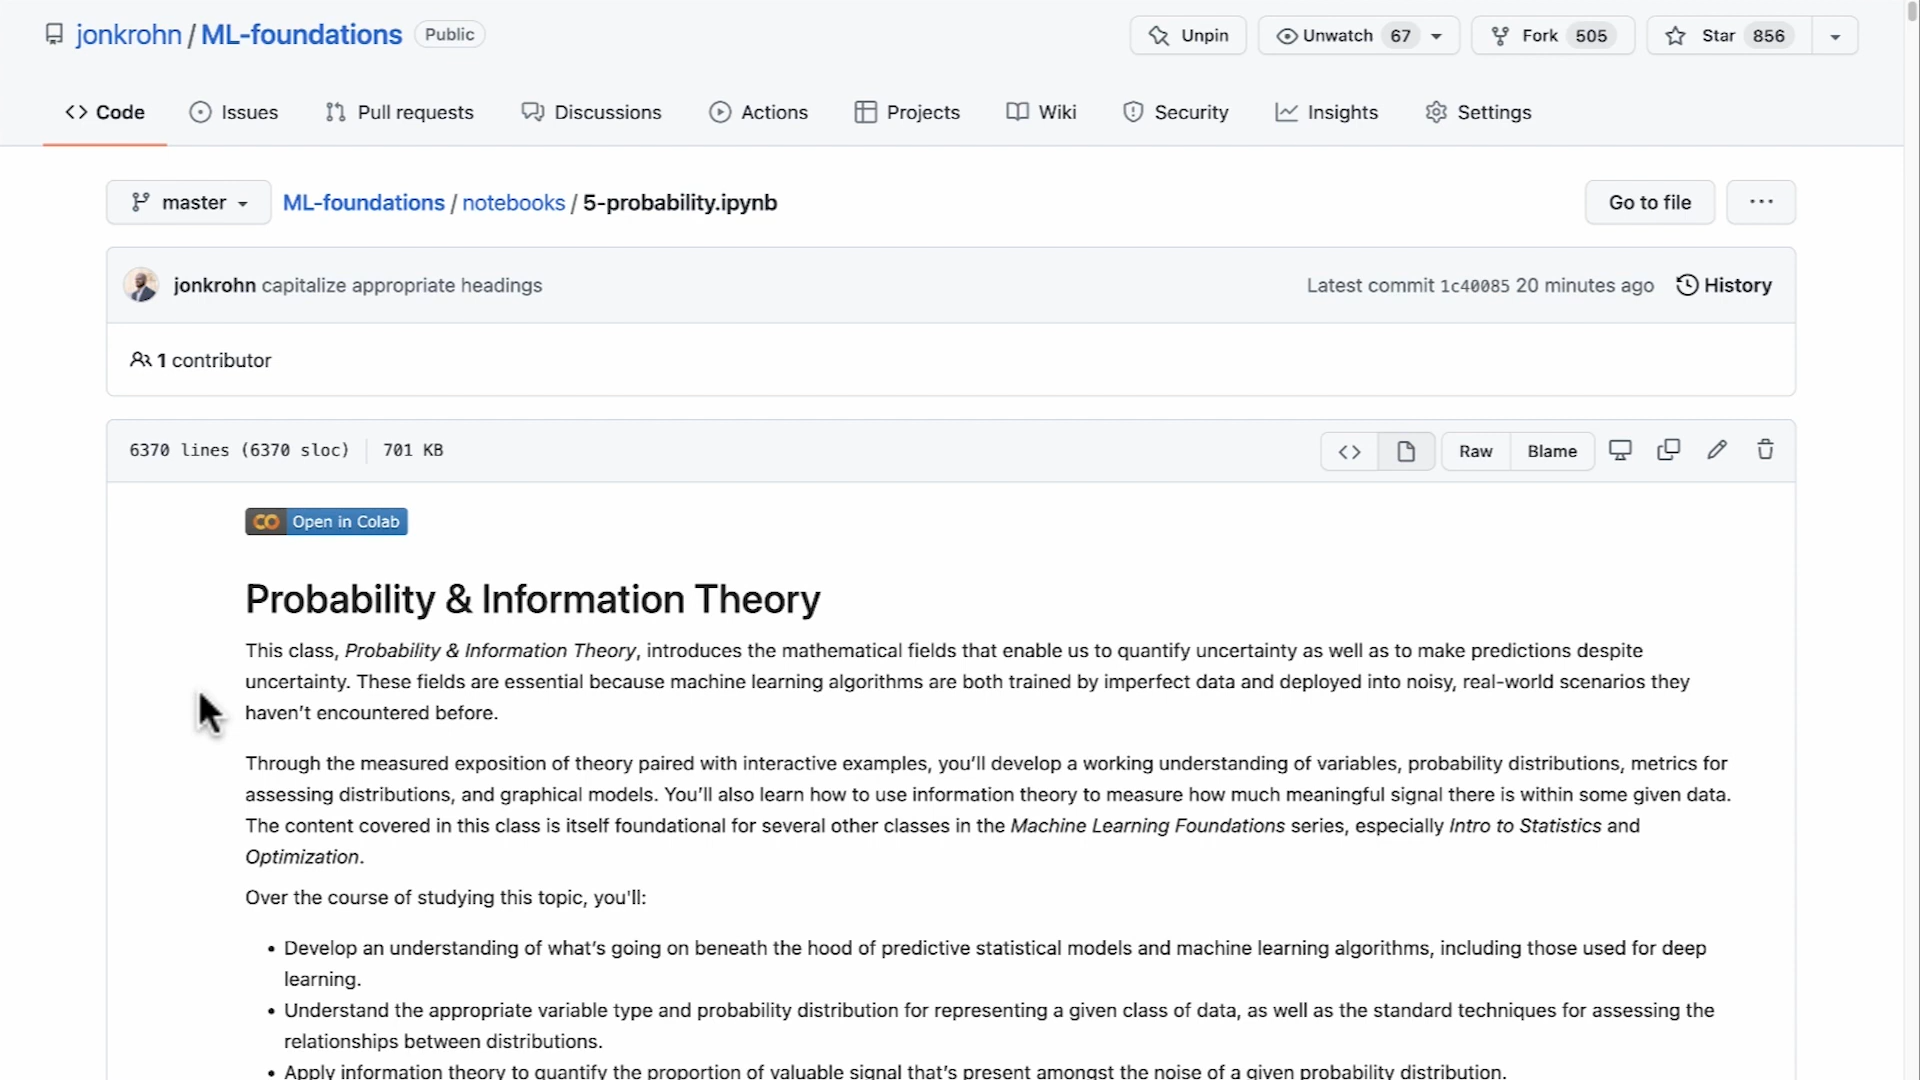 jonkrohn / ML-foundations Public Unpin Unwatch 67 Fork 505 Star 856
Code Issues Pull requests Discussions Actions Projects Wiki Security Insights Settings
master ML-foundations / notebooks / 5-probability.ipynb Go to file ...
jonkrohn capitalize appropriate headings Latest commit 1c40085 20 minutes ago History
1 contributor
6370 lines (6370 sloc) 701 KB <> Raw Blame
CO Open in Colab
Probability & Information Theory
This class, Probability & Information Theory, introduces the mathematical fields that enable us to quantify uncertainty as well as to make predictions despite
uncertainty. These fields are essential because machine learning algorithms are both trained by imperfect data and deployed into noisy, real-world scenarios they
haven't encountered before.
Through the measured exposition of theory paired with interactive examples, you'll develop a working understanding of variables, probability distributions, metrics for
assessing distributions, and graphical models. You'll also learn how to use information theory to measure how much meaningful signal there is within some given data.
The content covered in this class is itself foundational for several other classes in the Machine Learning Foundations series, especially Intro to Statistics and
Optimization.
Over the course of studying this topic, you'll:
• Develop an understanding of what's going on beneath the hood of predictive statistical models and machine learning algorithms, including those used for deep
learning.
• Understand the appropriate variable type and probability distribution for representing a given class of data, as well as the standard techniques for assessing the
relationships between distributions.
• Apply information theory to quantify the proportion of valuable signal that's present amongst the noise of a given probability distribution.